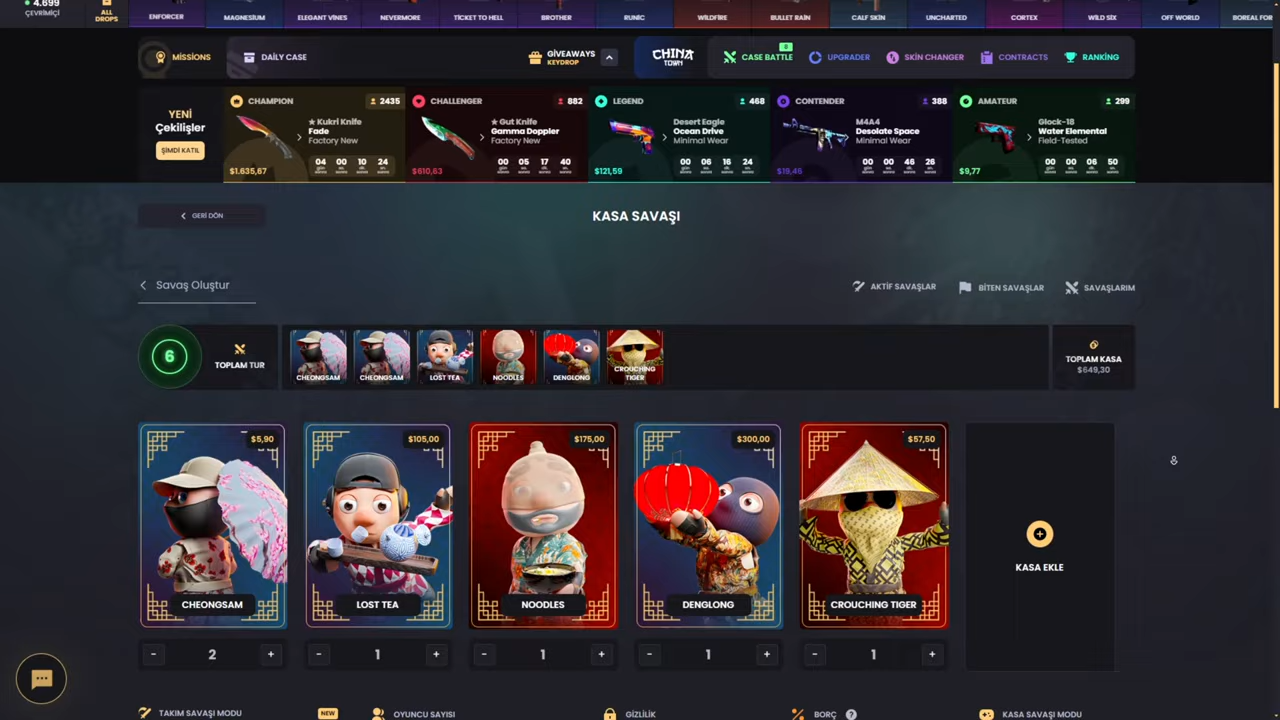 4.699
ÇEVRİMİÇİ
ALL DROPS
ENFORCER
MAGNESIUM
ELEGANT VINES
NEVERMORE
TICKET TO HELL
BROTHER
RUNIC
WILDFIRE
BULLET RAIN
CALF SKIN
UNCHARTED
CORTEX
WILD SIX
OFF WORLD
BOREAL FOR
MISSIONS
DAILY CASE
GIVEAWAYS
KEYDROP
CHINA TOWN
CASE BATTLE
UPGRADER
SKIN CHANGER
CONTRACTS
RANKING
YENİ
Çekilişler
ŞİMDİ KATIL
CHAMPION
2435
★ Kukri Knife
Fade
Factory New
$1.635,67
04 00 10 24
CHALLENGER
882
★ Gut Knife
Gamma Doppler
Factory New
$610,63
00 05 17 40
LEGEND
468
Desert Eagle
Ocean Drive
Minimal Wear
$121,59
00 06 16 24
CONTENDER
388
M4A4
Desolate Space
Minimal Wear
$19,45
00 00 46 26
AMATEUR
299
Glock-18
Water Elemental
Field-Tested
$9,77
00 00 06 50
GERİ DÖN
KASA SAVAŞI
Savaş Oluştur
AKTİF SAVAŞLAR
BİTEN SAVAŞLAR
SAVAŞLARIM
6
TOPLAM TUR
CHEONGSAM
CHEONGSAM
LOST TEA
NOODLES
DENGLONG
CROUCHING TIGER
TOPLAM KASA
$649,30
$5,90
CHEONGSAM
- 2 +
$105,00
LOST TEA
- 1 +
$175,00
NOODLES
- 1 +
$300,00
DENGLONG
- 1 +
$57,50
CROUCHING TIGER
- 1 +
KASA EKLE
TAKIM SAVAŞI MODU
NEW
OYUNCU SAYISI
GİZLİLİK
BORÇ
?
KASA SAVAŞI MODU